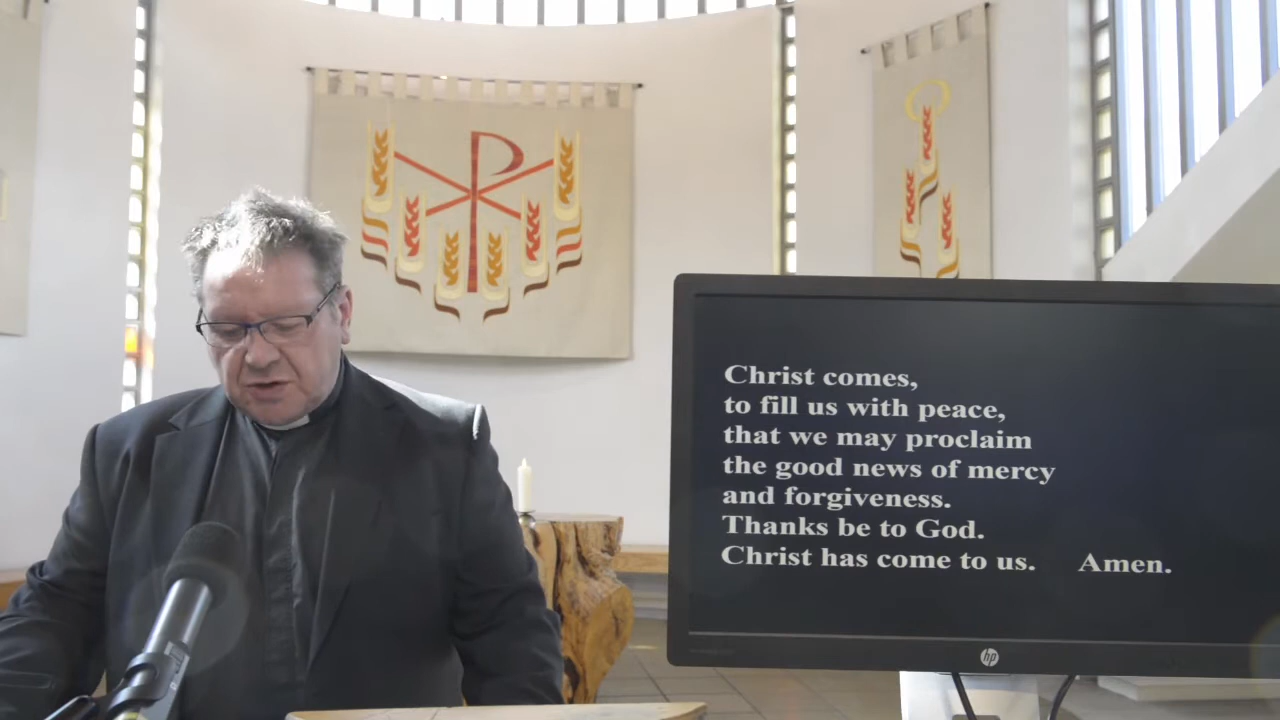 Christ comes,
to fill us with peace,
that we may proclaim
the good news of mercy
and forgiveness.
Thanks be to God.
Christ has come to us. Amen.
hp